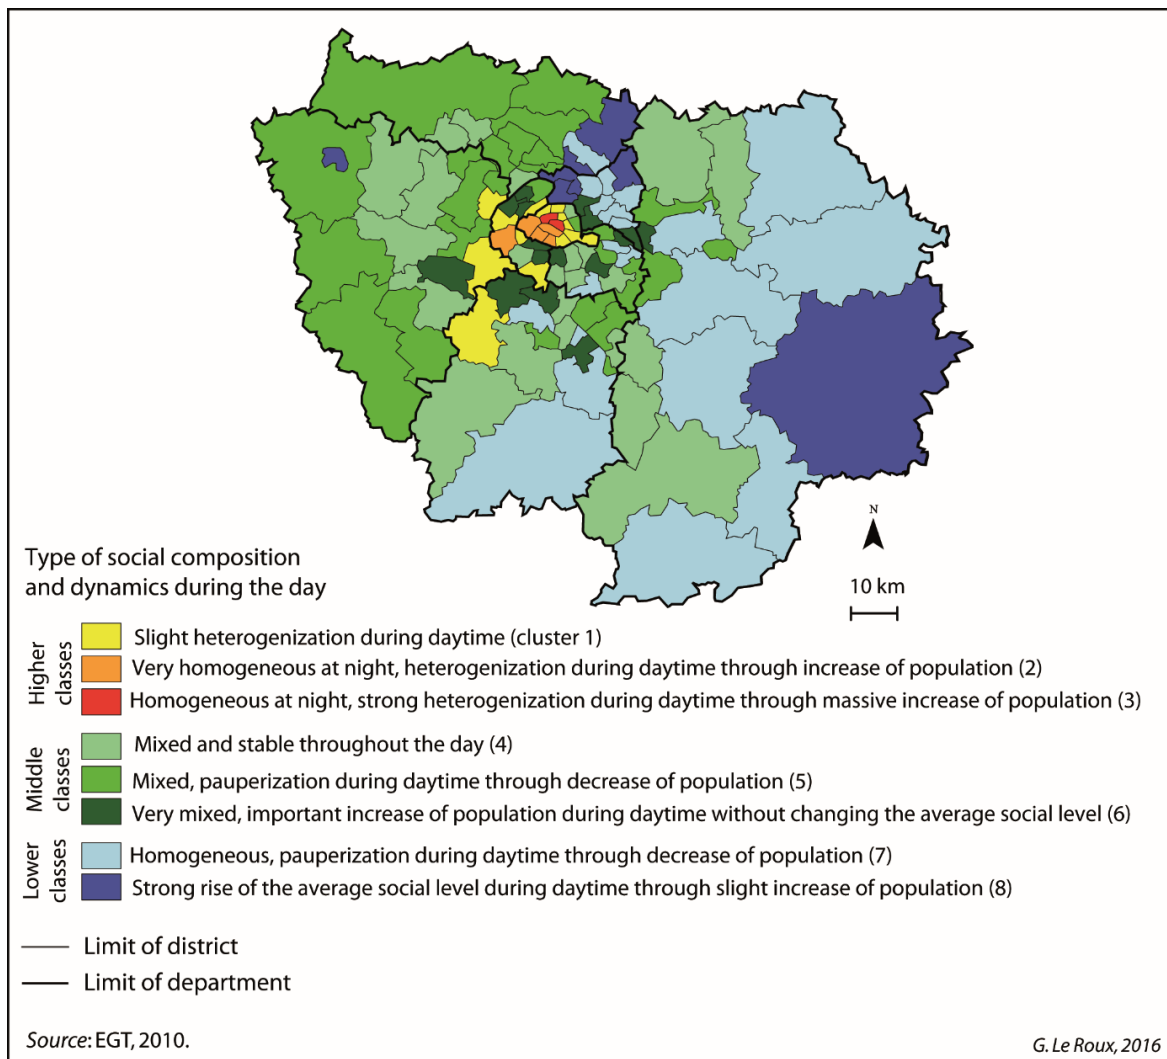 N
10 km
Type of social composition
and dynamics during the day
Higher
classes
Slight heterogenization during daytime (cluster 1)
Very homogeneous at night, heterogenization during daytime through increase of population (2)
Homogeneous at night, strong heterogenization during daytime through massive increase of population (3)
Middle
classes
Mixed and stable throughout the day (4)
Mixed, pauperization during daytime through decrease of population (5)
Very mixed, important increase of population during daytime without changing the average social level (6)
Lower
classes
Homogeneous, pauperization during daytime through decrease of population (7)
Strong rise of the average social level during daytime through slight increase of population (8)
Limit of district
Limit of department
Source: EGT, 2010.
G. Le Roux, 2016